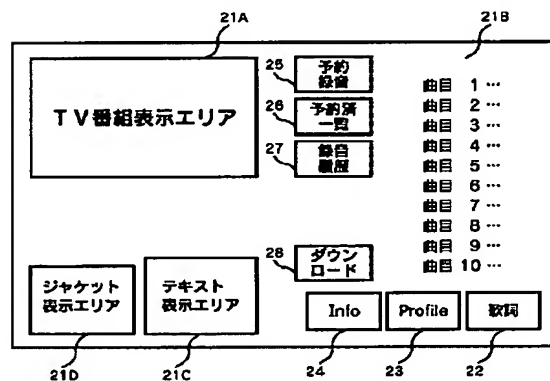 21A
21B
TV番組表示エリア
25
予約
録音
26
予約済
一覧
27
録音
履歴
曲目 1 …
曲目 2 …
曲目 3 …
曲目 4 …
曲目 5 …
曲目 6 …
曲目 7 …
曲目 8 …
曲目 9 …
曲目 10 …
28
ダウン
ロード
ジャケット
表示エリア
テキスト
表示エリア
Info
Profile
歌詞
21D
21C
24
23
22